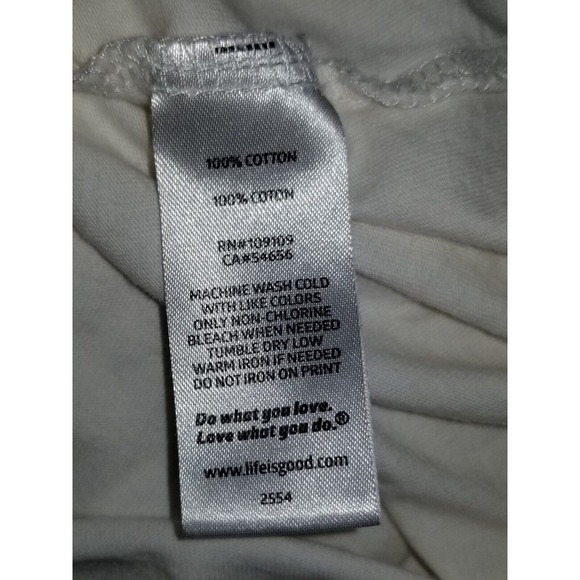 100% COTTON
100% COTON
RN#109109
CA#54656
MACHINE WASH COLD
WITH LIKE COLORS
ONLY NON-CHLORINE
BLEACH WHEN NEEDED
TUMBLE DRY LOW
WARM IRON IF NEEDED
DO NOT IRON ON PRINT
Do what you love.
Love what you do.®
www.lifeisgood.com
2554